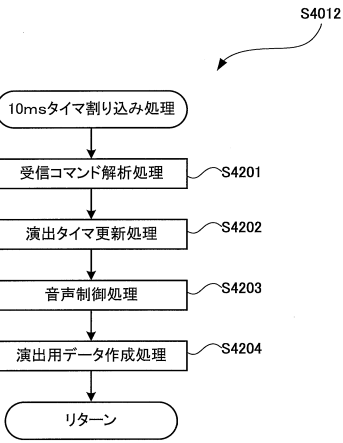 S4012
10msタイマ割り込み処理
受信コマンド解析処理
S4201
演出タイマ更新処理
S4202
音声制御処理
S4203
演出用データ作成処理
S4204
リターン